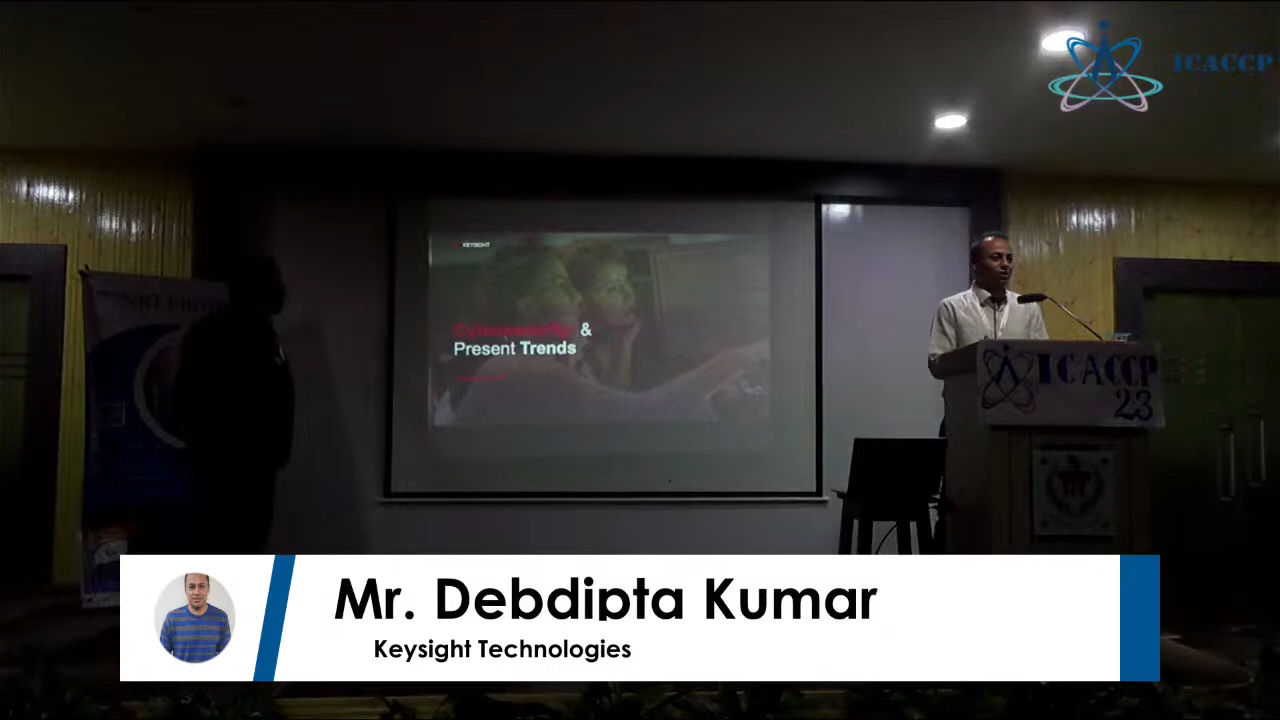 ICACCP
KEYSIGHT
Cybersecurity &
Present Trends
ICACCP
23
Mr. Debdipta Kumar
Keysight Technologies